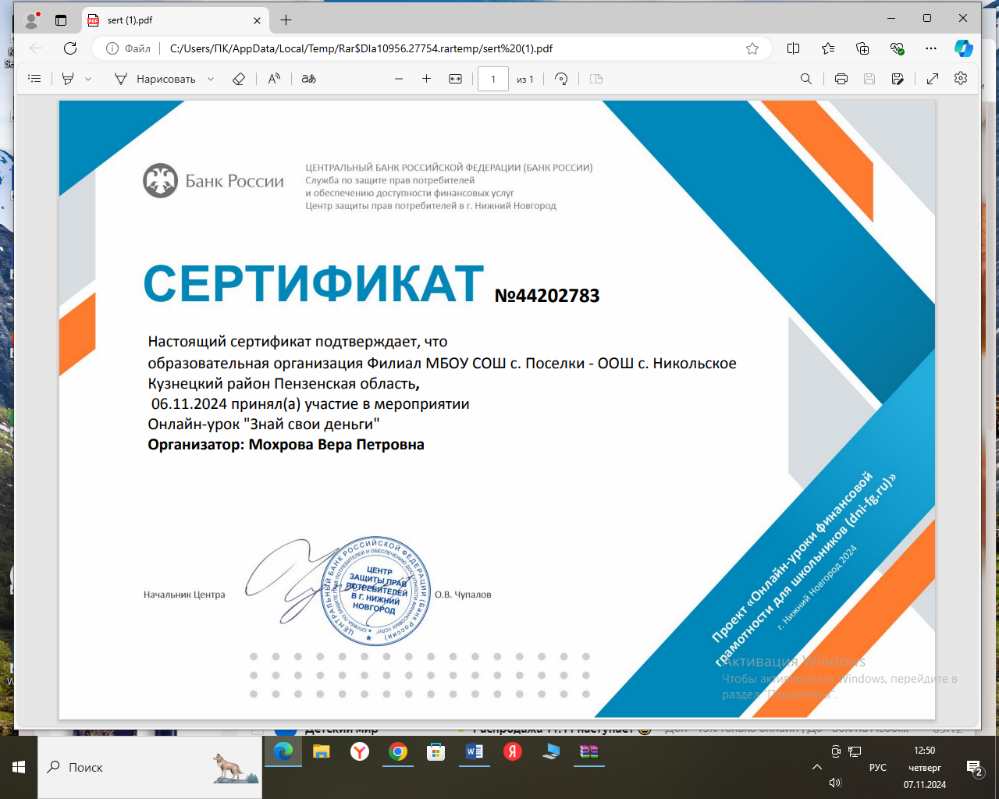 sert (1).pdf
Файл
C:/Users/ПК/AppData/Local/Temp/Rar$DIa10956.27754.rartemp/sert%20(1).pdf
Нарисовать
1
из 1
Банк России
ЦЕНТРАЛЬНЫЙ БАНК РОССИЙСКОЙ ФЕДЕРАЦИИ (БАНК РОССИИ)
Служба по защите прав потребителей
и обеспечению доступности финансовых услуг
Центр защиты прав потребителей в г. Нижний Новгород
СЕРТИФИКАТ №44202783
Настоящий сертификат подтверждает, что
образовательная организация Филиал МБОУ СОШ с. Поселки - ООШ с. Никольское
Кузнецкий район Пензенская область,
06.11.2024 принял(а) участие в мероприятии
Онлайн-урок "Знай свои деньги"
Организатор: Мохрова Вера Петровна
Проект «Онлайн-уроки финансовой
грамотности для школьников (dni-fg.ru)»
г. Нижний Новгород 2024
Начальник Центра
ЦЕНТР
ЗАЩИТЫ ПРАВ
ПОТРЕБИТЕЛЕЙ
В Г. НИЖНИЙ
НОВГОРОД
О.В. Чупалов
Активация Windows
Чтобы активировать Windows, перейдите в
раздел "Параметры".
Поиск
РУС
12:50
четверг
07.11.2024
2